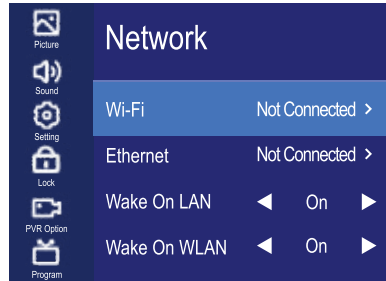 Picture
Sound
Setting
Lock
PVR Option
Program
Network
Wi-Fi Not Connected >
Ethernet Not Connected >
Wake On LAN ◀ On ▶
Wake On WLAN ◀ On ▶